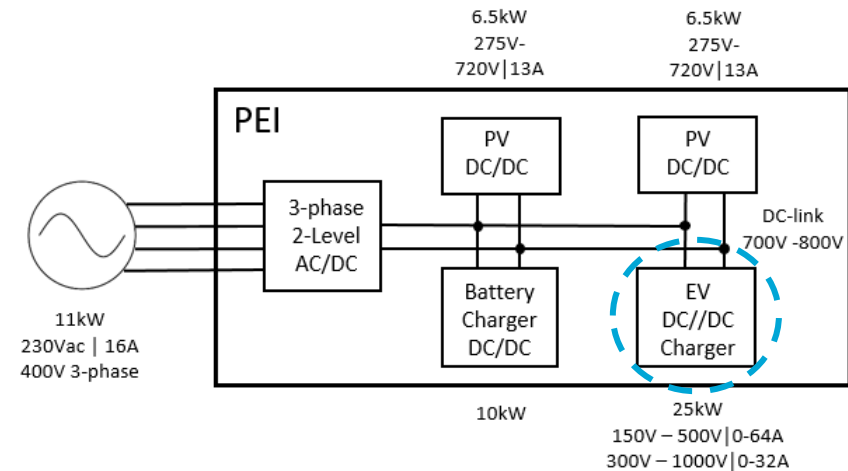 6.5kW
275V-
720V|13A
6.5kW
275V-
720V|13A
PEI
PV
DC/DC
PV
DC/DC
3-phase
2-Level
AC/DC
DC-link
700V -800V
Battery
Charger
DC/DC
EV
DC//DC
Charger
11kW
230Vac | 16A
400V 3-phase
10kW
25kW
150V – 500V|0-64A
300V – 1000V|0-32A